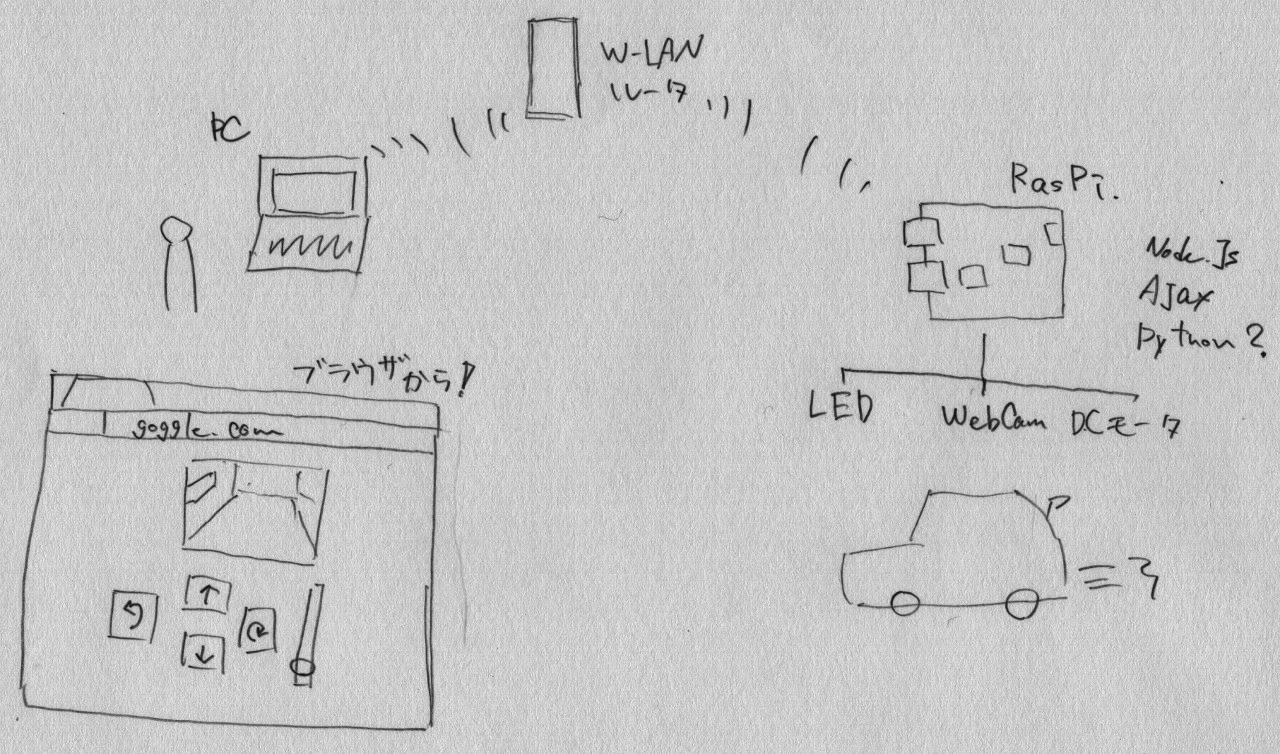 W-LAN
ルータ
PC
RasPi.
Node.Js
Ajax
Python?
ブラウザから!
goggle.com
LED
WebCam
DCモータ